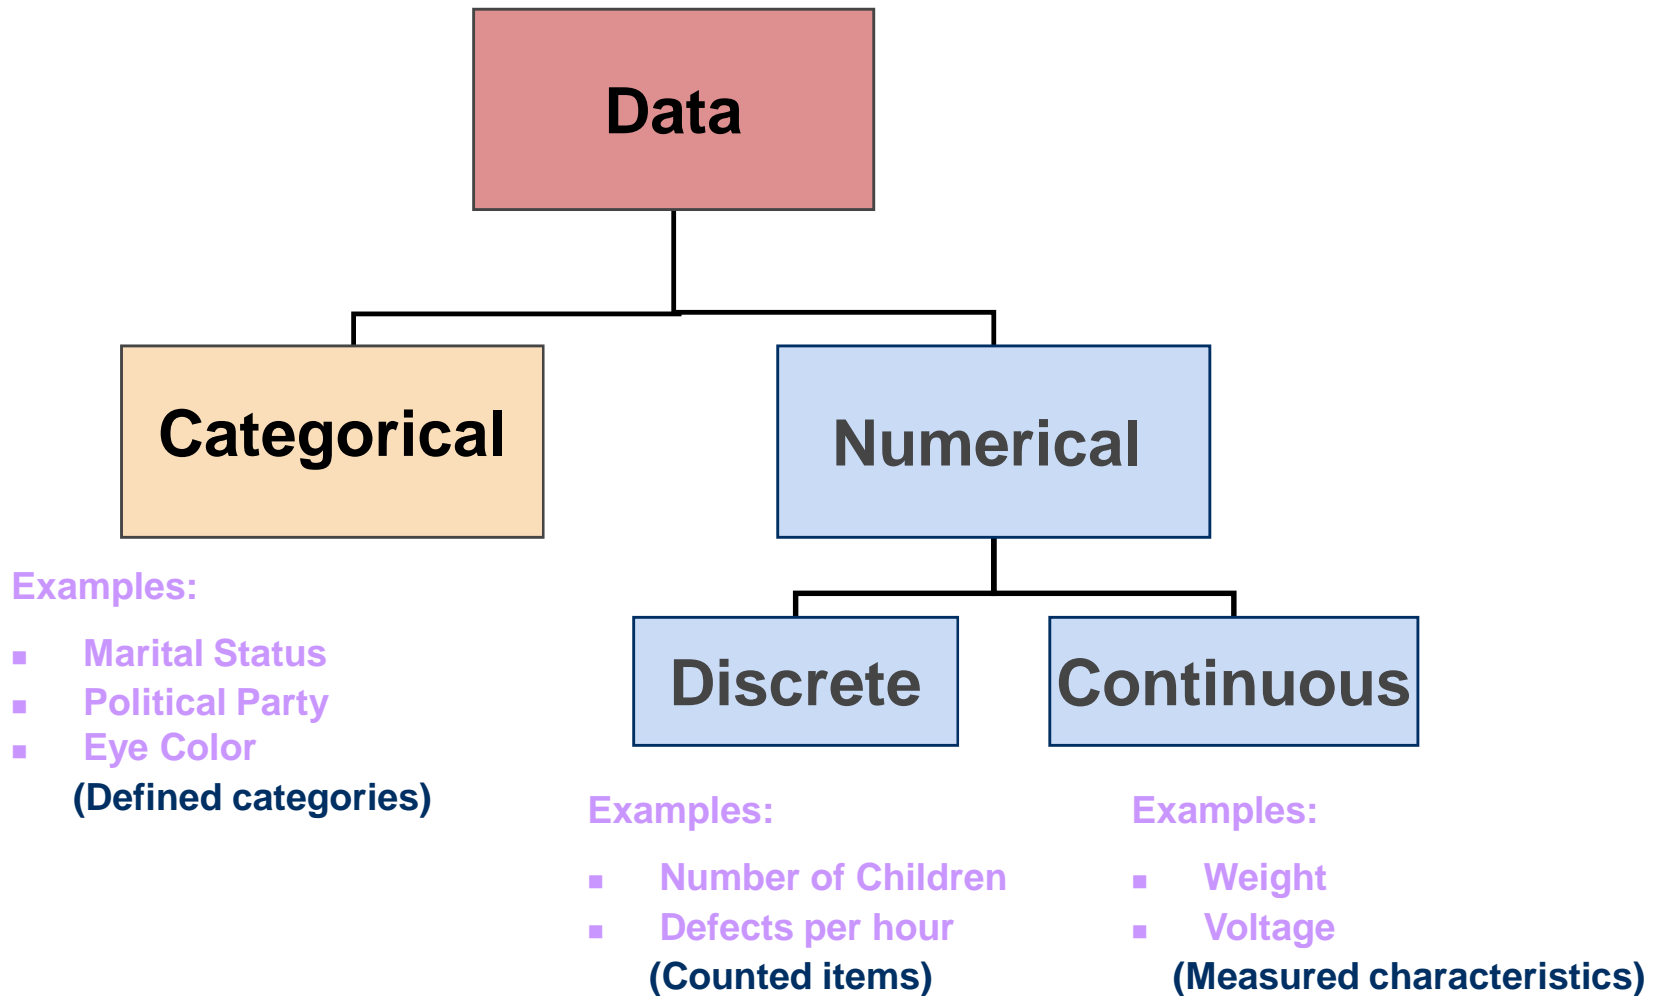 Data
Categorical
Numerical
Examples:
■ Marital Status
■ Political Party
■ Eye Color
(Defined categories)
Discrete
Continuous
Examples:
■ Number of Children
■ Defects per hour
(Counted items)
Examples:
■ Weight
■ Voltage
(Measured characteristics)